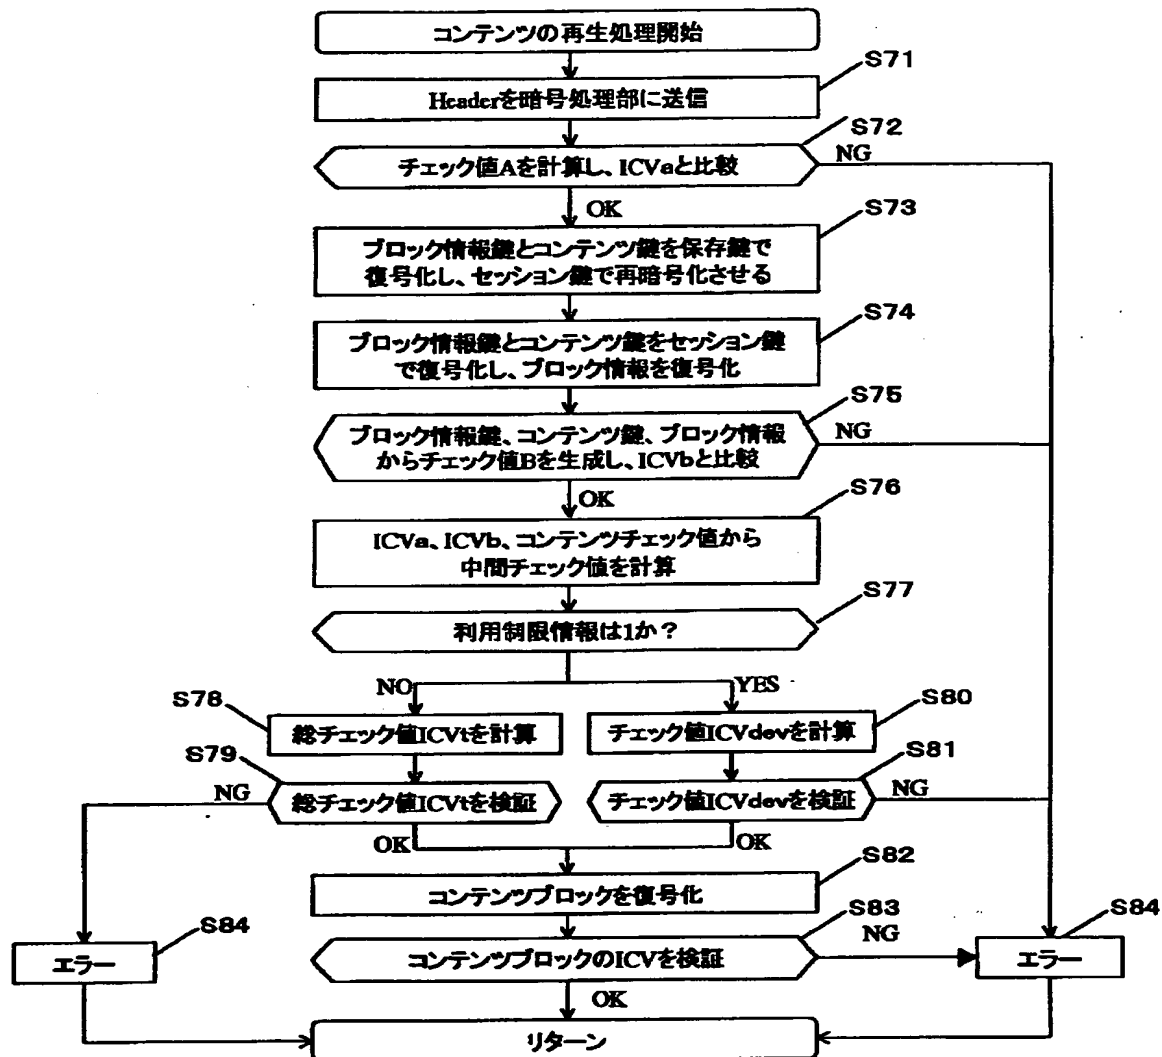 コンテンツの再生処理開始
S71
Headerを暗号処理部に送信
S72
チェック値Aを計算し、ICVaと比較
NG
OK
S73
ブロック情報鍵とコンテンツ鍵を保存鍵で
復号化し、セッション鍵で再暗号化させる
S74
ブロック情報鍵とコンテンツ鍵をセッション鍵
で復号化し、ブロック情報を復号化
S75
ブロック情報鍵、コンテンツ鍵、ブロック情報
からチェック値Bを生成し、ICVbと比較
NG
OK
S76
ICVa、ICVb、コンテンツチェック値から
中間チェック値を計算
S77
利用制限情報は1か？
NO
YES
S78
総チェック値ICVtを計算
S80
チェック値ICVdevを計算
S79
NG
総チェック値ICVtを検証
S81
チェック値ICVdevを検証
NG
OK
OK
S82
コンテンツブロックを復号化
S83
コンテンツブロックのICVを検証
NG
S84
エラー
S84
エラー
OK
リターン